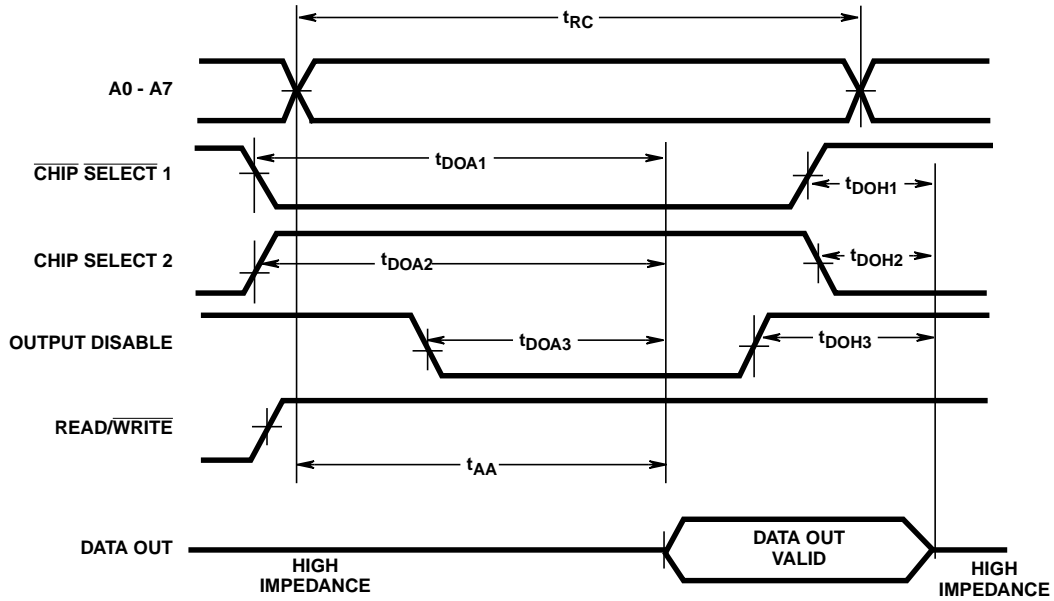 tRC
A0 - A7
CHIP SELECT 1
tDOA1
tDOH1
CHIP SELECT 2
tDOA2
tDOH2
OUTPUT DISABLE
tDOA3
tDOH3
READ/WRITE
tAA
DATA OUT
HIGH
IMPEDANCE
DATA OUT
VALID
HIGH
IMPEDANCE